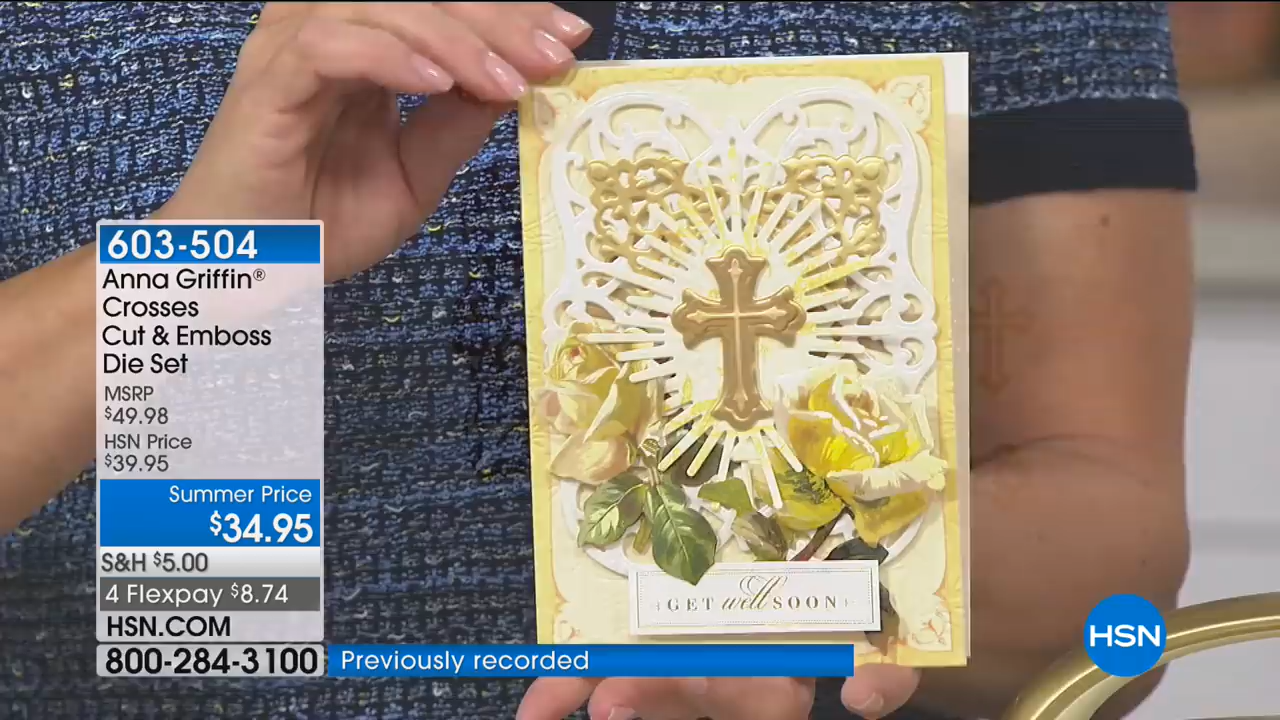 603-504
Anna Griffin®
Crosses
Cut & Emboss
Die Set
MSRP
$49.98
HSN Price
$39.95
Summer Price
$34.95
S&H $5.00
4 Flexpay $8.74
HSN.COM
800-284-3100
Previously recorded
GET well SOON
HSN